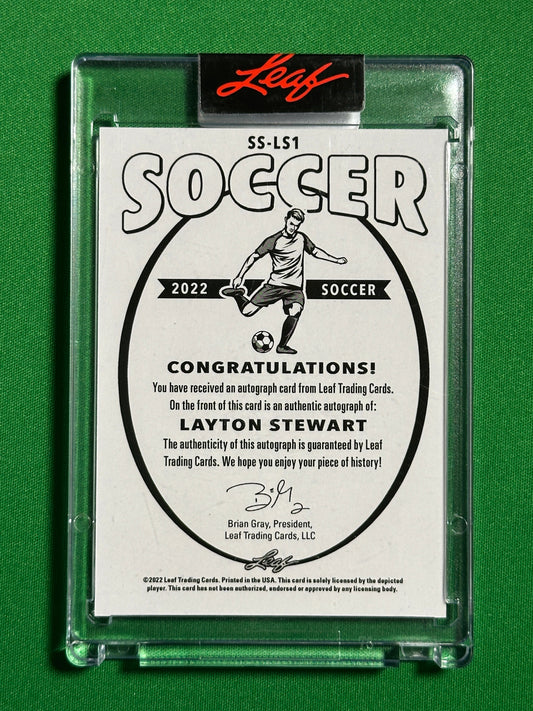 Leaf
SS-LS1
SOCCER
2022 SOCCER
CONGRATULATIONS!
You have received an autograph card from Leaf Trading Cards.
On the front of this card is an authentic autograph of:
LAYTON STEWART
The authenticity of this autograph is guaranteed by Leaf
Trading Cards. We hope you enjoy your piece of history!
Brian Gray, President,
Leaf Trading Cards, LLC
Leaf
©2022 Leaf Trading Cards. Printed in the USA. This card is solely licensed by the depicted
player. This card has not been authorized, endorsed or approved by any licensing body.